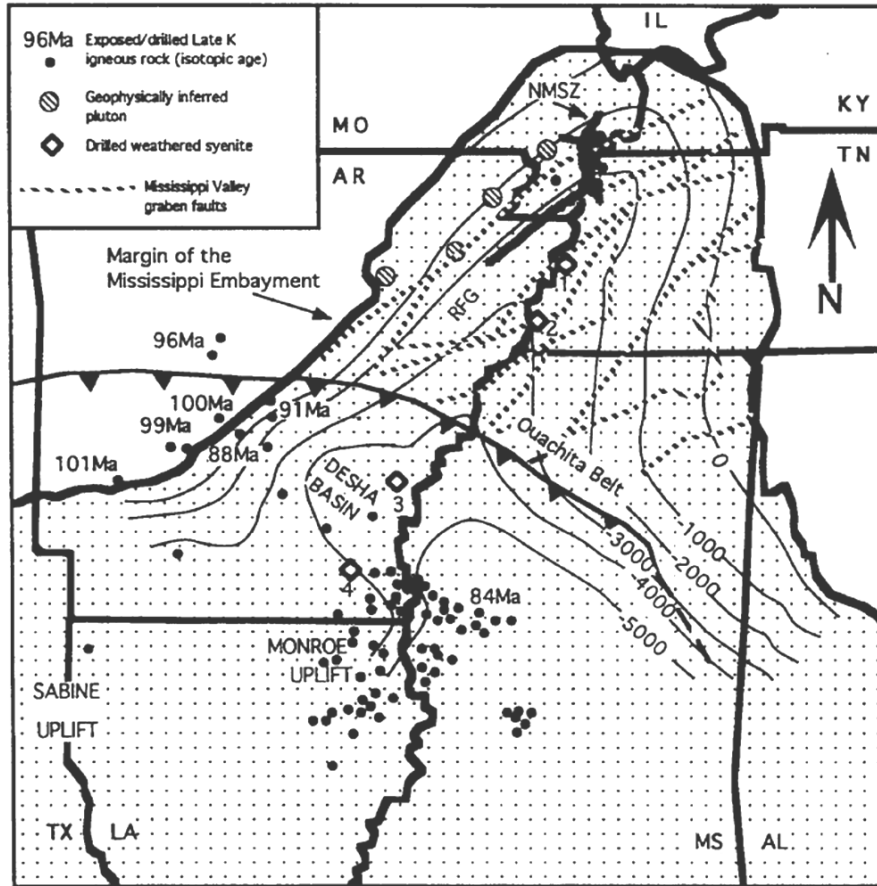 96Ma Exposed/drilled Late K
igneous rock (isotopic age)
Geophysically inferred
pluton
Drilled weathered syenite
Mississippi Valley
graben faults
IL
NMSZ
MO
KY
AR
TN
Margin of the
Mississippi Embayment
N
1
RFG
2
96Ma
100Ma
91Ma
99Ma
88Ma
101Ma
Ouachita Belt
0
DESHA
BASIN
3
-1000
-2000
-3000
-4000
-5000
4
84Ma
MONROE
UPLIFT
SABINE
UPLIFT
TX
LA
MS
AL